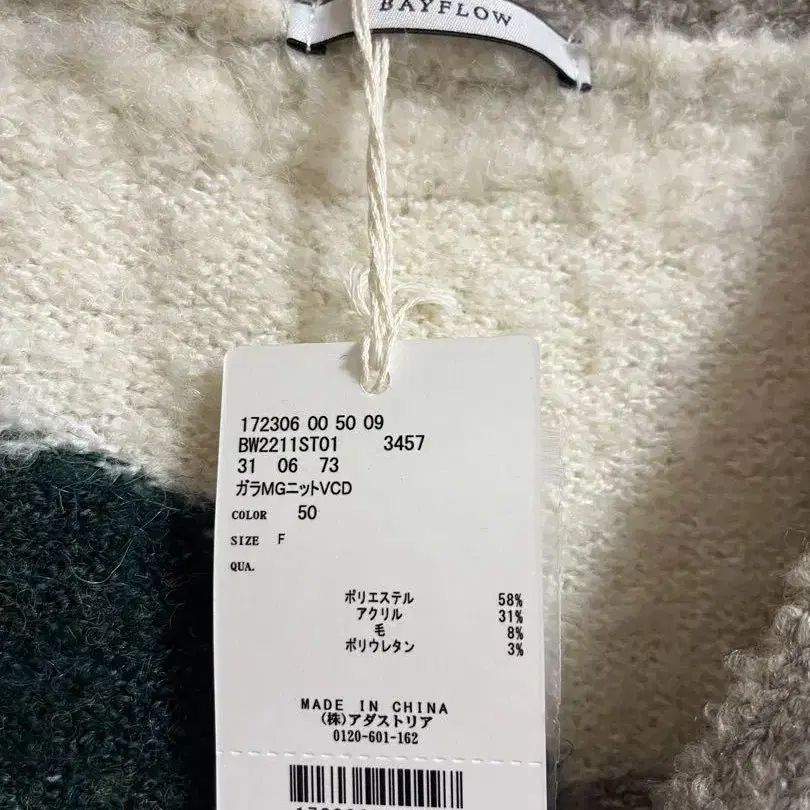 BAYFLOW
172306 00 50 09
BW2211ST01 3457
31 06 73
ガラMGニットVCD
COLOR 50
SIZE F
QUA.
ポリエステル 58%
アクリル 31%
毛 8%
ポリウレタン 3%
MADE IN CHINA
(株)アダストリア
0120-601-162